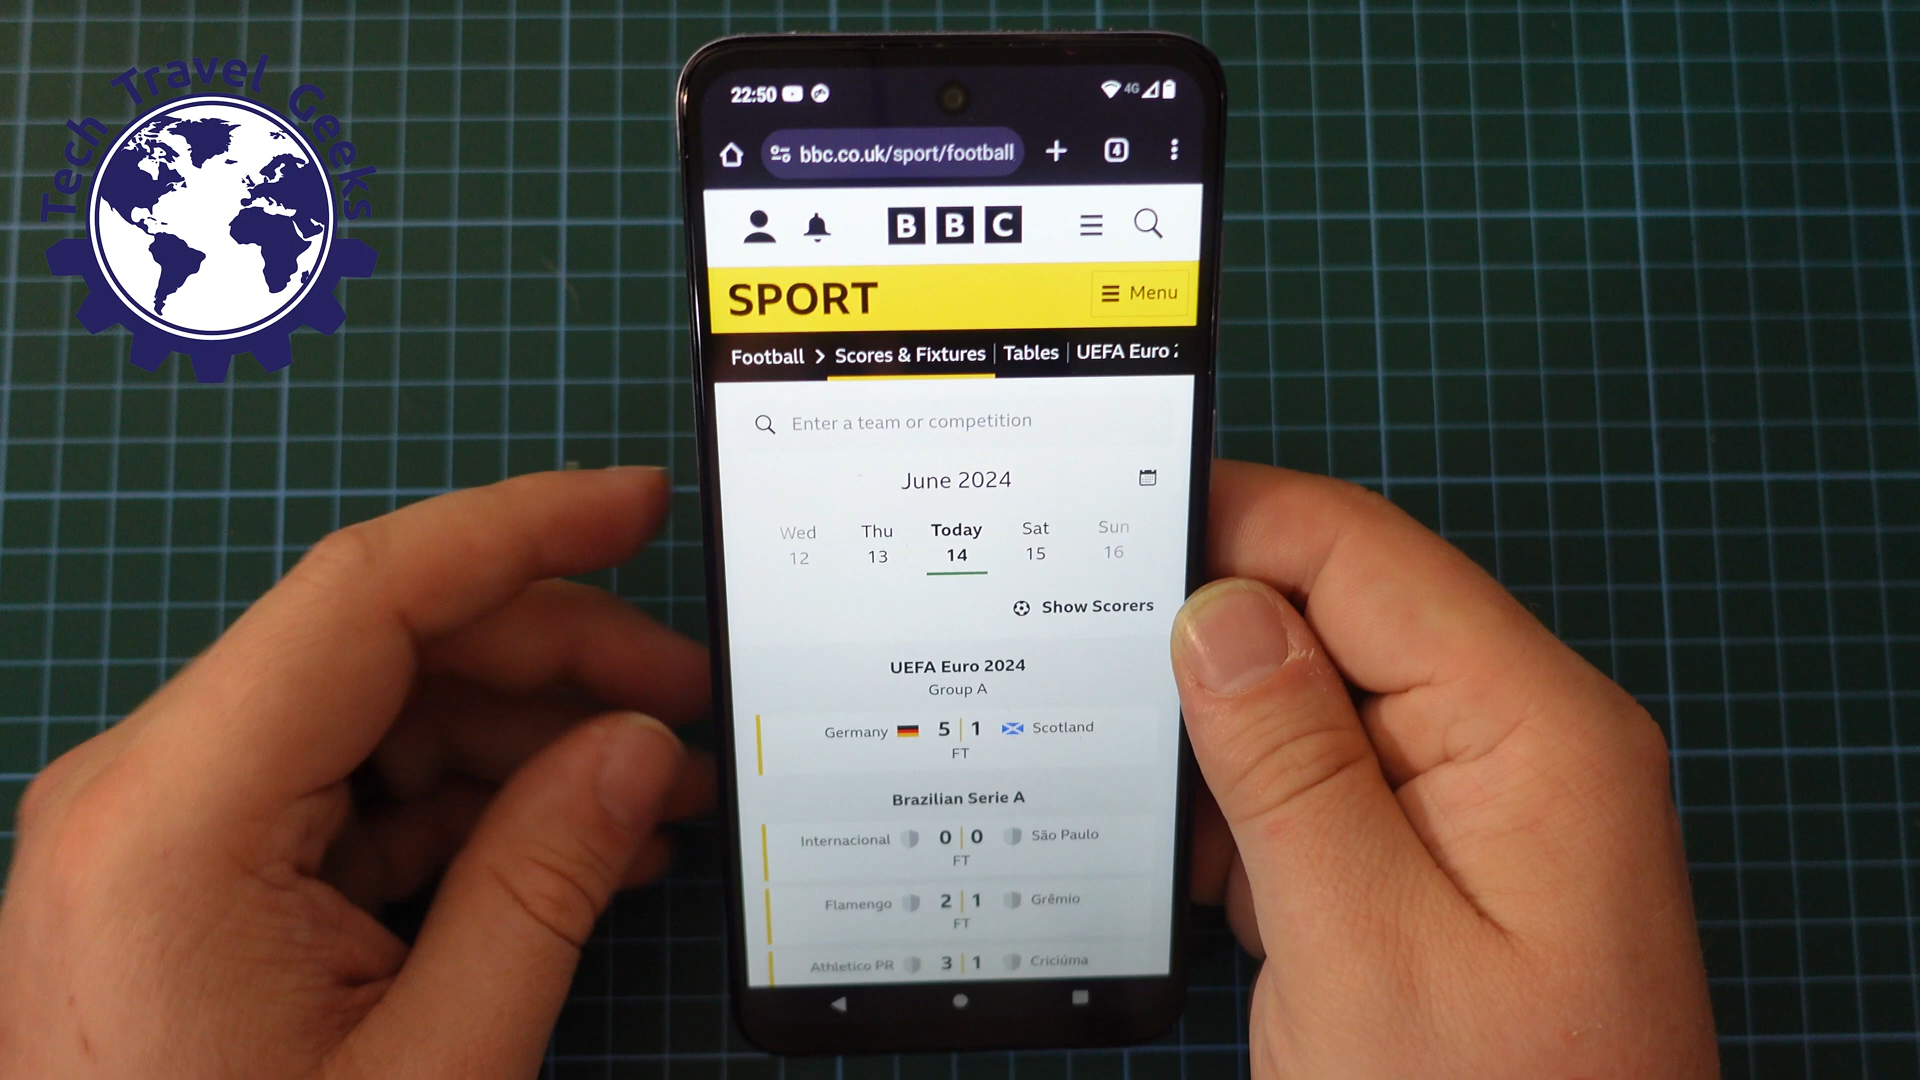 Tech Travel Geeks
22:50 4G
bbc.co.uk/sport/football 4
BBC
SPORT Menu
Football Scores & Fixtures Tables UEFA Euro
Enter a team or competition
June 2024
Wed Thu Today Sat Sun
12 13 14 15 16
Show Scorers
UEFA Euro 2024
Group A
Germany 5 1 Scotland
FT
Brazilian Serie A
Internacional 0 0 São Paulo
FT
Flamengo 2 1 Grêmio
FT
Athletico PR 3 1 Criciúma